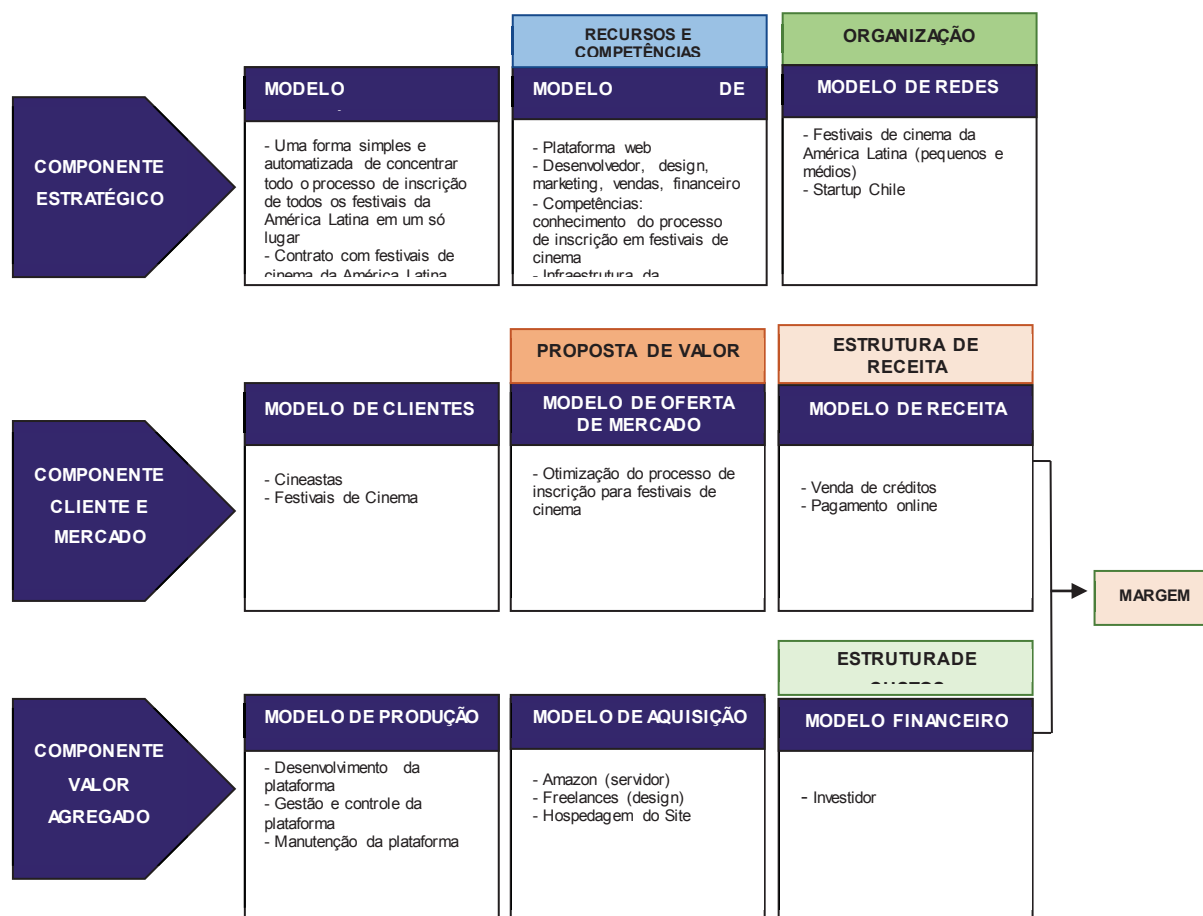 RECURSOS E
COMPETÊNCIAS
ORGANIZAÇÃO
COMPONENTE
ESTRATÉGICO
MODELO
- Uma forma simples e
automatizada de concentrar
todo o processo de inscrição
de todos os festivais da
América Latina em um só
lugar
- Contrato com festivais de
cinema da América Latina
MODELO DE
- Plataforma web
- Desenvolvedor, design,
marketing, vendas, financeiro
- Competências:
conhecimento do processo
de inscrição em festivais de
cinema
- Infraestrutura da
MODELO DE REDES
- Festivais de cinema da
América Latina (pequenos e
médios)
- Startup Chile
PROPOSTA DE VALOR
ESTRUTURA DE
RECEITA
COMPONENTE
CLIENTE E
MERCADO
MODELO DE CLIENTES
- Cineastas
- Festivais de Cinema
MODELO DE OFERTA
DE MERCADO
- Otimização do processo de
inscrição para festivais de
cinema
MODELO DE RECEITA
- Venda de créditos
- Pagamento online
MARGEM
ESTRUTURADE
COMPONENTE
VALOR
AGREGADO
MODELO DE PRODUÇÃO
- Desenvolvimento da
plataforma
- Gestão e controle da
plataforma
- Manutenção da plataforma
MODELO DE AQUISIÇÃO
- Amazon (servidor)
- Freelances (design)
- Hospedagem do Site
MODELO FINANCEIRO
- Investidor